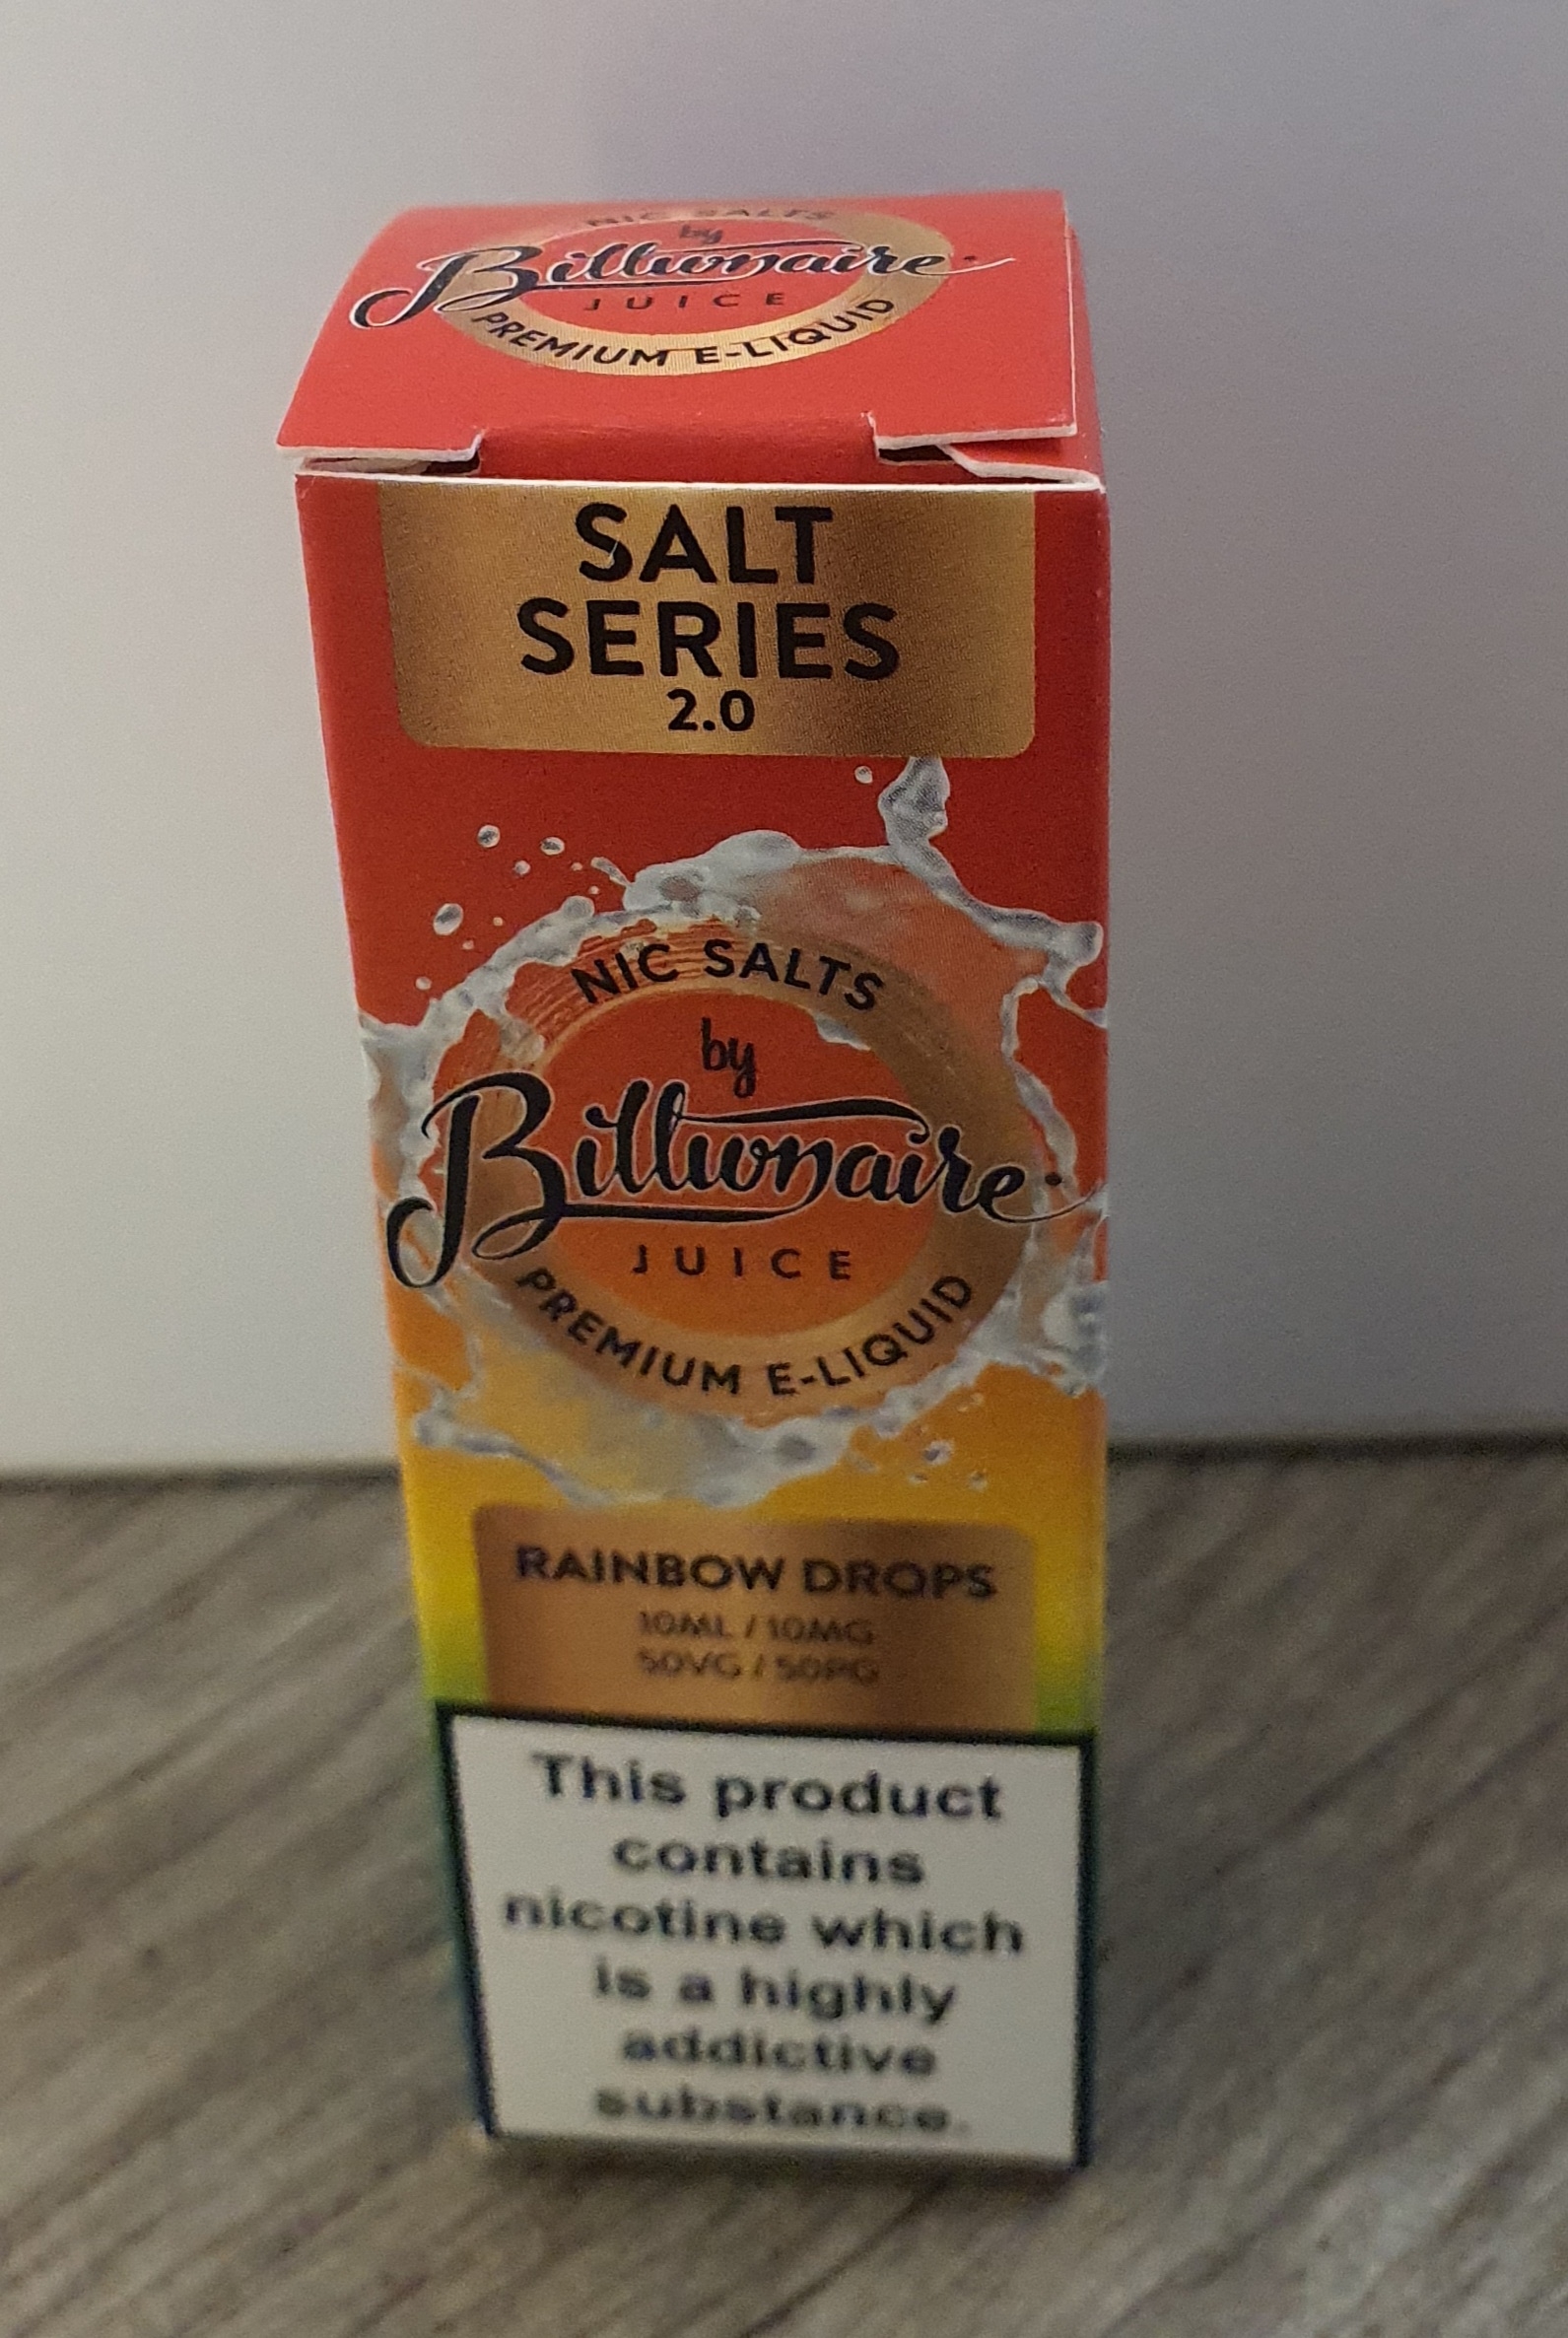 NIC SALTS
by
Billionaire
JUICE
PREMIUM E-LIQUID
SALT
SERIES
2.0
NIC SALTS
by
Billionaire
JUICE
PREMIUM E-LIQUID
RAINBOW DROPS
10ML / 10MG
50VG / 50PG
This product
contains
nicotine which
is a highly
addictive
substance.